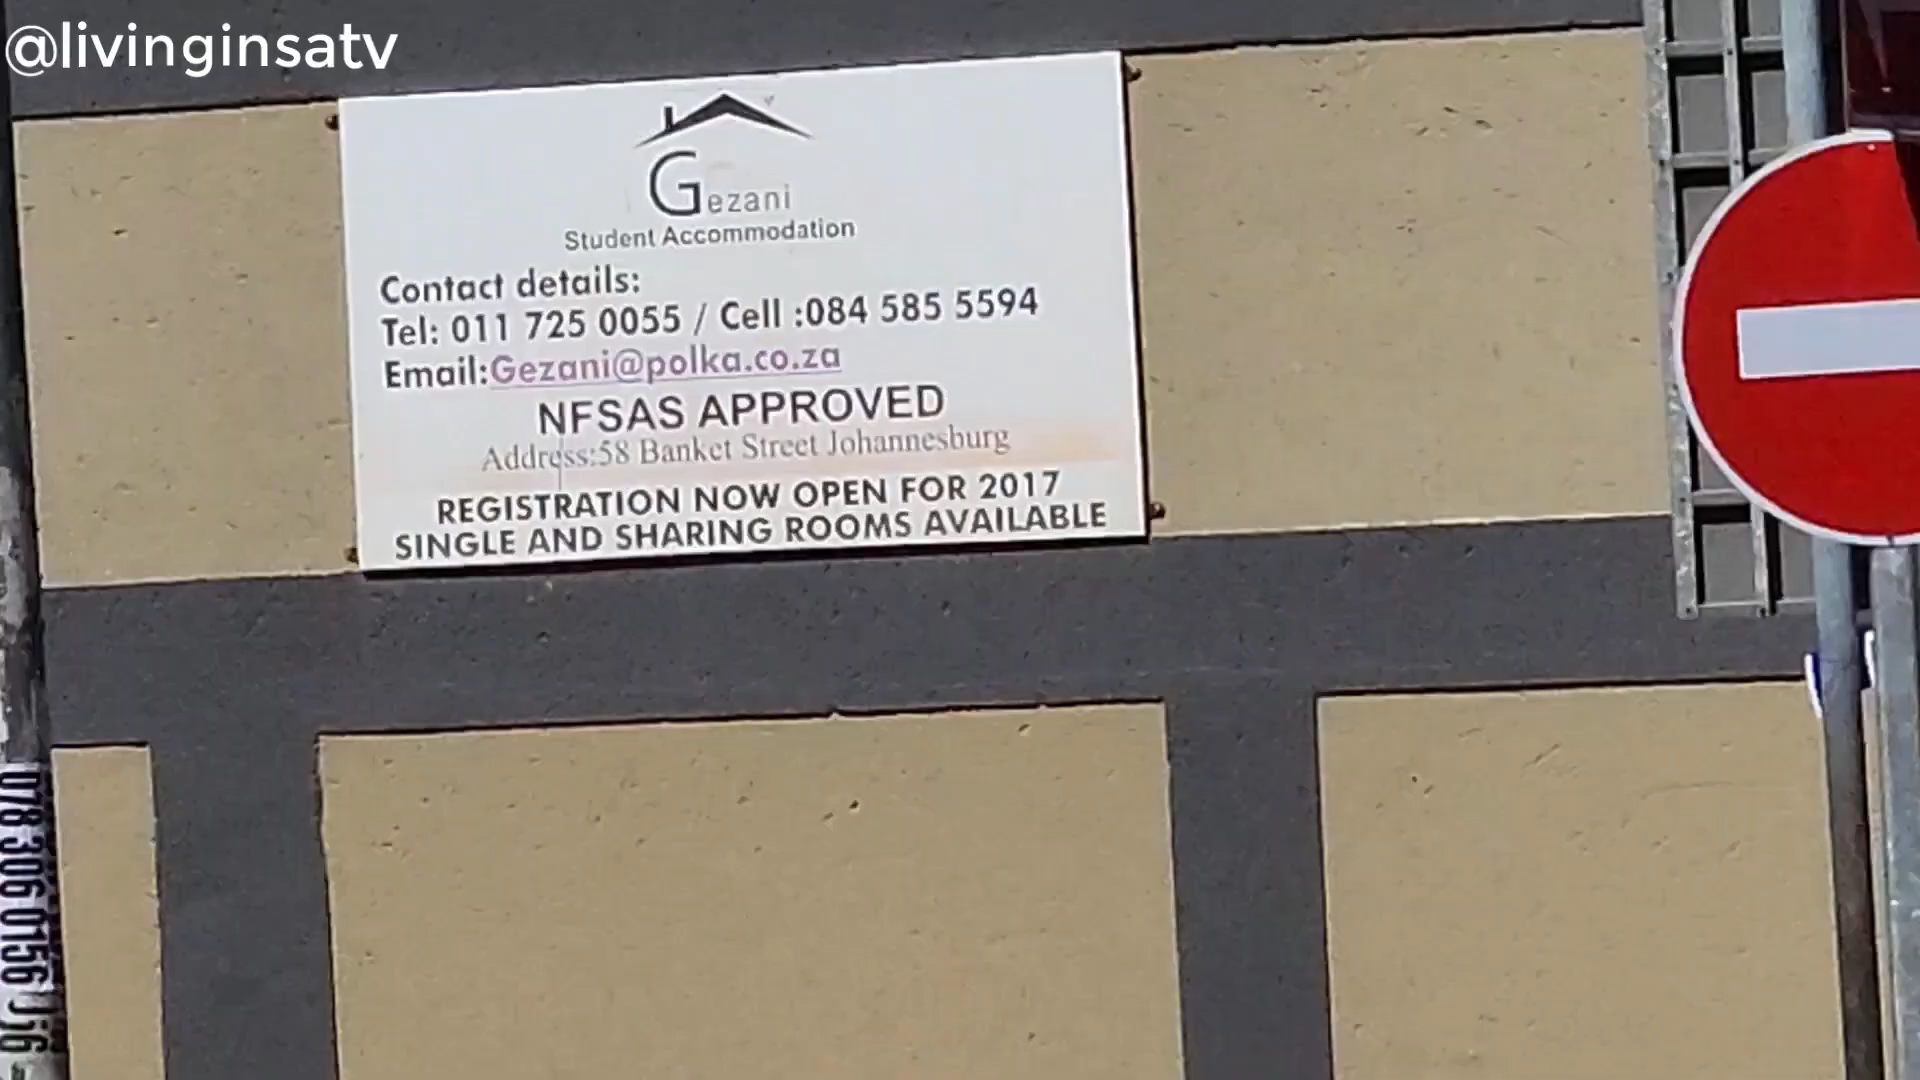 @livinginsatv
Gezani
Student Accommodation
Contact details:
Tel: 011 725 0055 / Cell :084 585 5594
Email:Gezani@polka.co.za
NFSAS APPROVED
Address:58 Banket Street Johannesburg
REGISTRATION NOW OPEN FOR 2017
SINGLE AND SHARING ROOMS AVAILABLE
078 306 0156